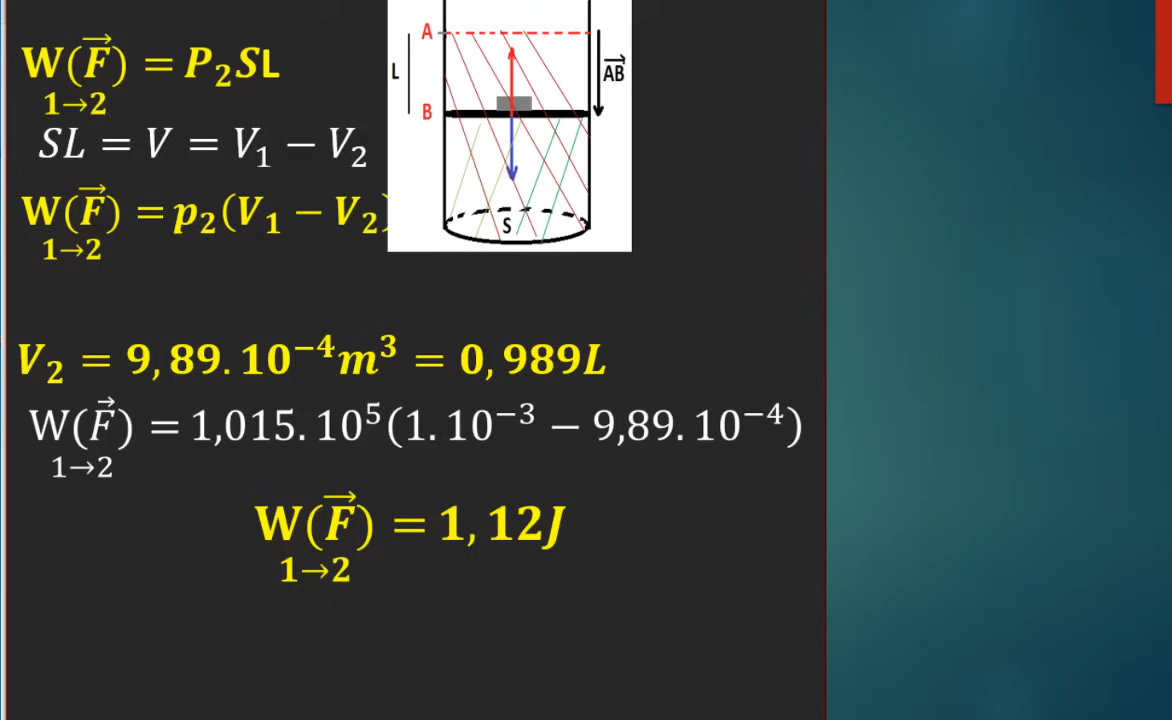 W(F⃗) = P₂SL
1→2
SL = V = V₁ − V₂
W(F⃗) = p₂(V₁ − V₂)
1→2
A
L
AB⃗
B
S
V₂ = 9,89.10⁻⁴m³ = 0,989L
W(F⃗) = 1,015.10⁵(1.10⁻³ − 9,89.10⁻⁴)
1→2
W(F⃗) = 1,12J
1→2